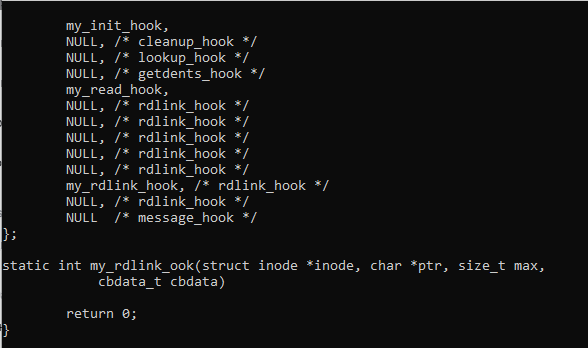 my_init_hook,
NULL, /* cleanup_hook */
NULL, /* lookup_hook */
NULL, /* getdents_hook */
my_read_hook,
NULL, /* rdlink_hook */
NULL, /* rdlink_hook */
NULL, /* rdlink_hook */
NULL, /* rdlink_hook */
NULL, /* rdlink_hook */
my_rdlink_hook, /* rdlink_hook */
NULL, /* rdlink_hook */
NULL /* message_hook */
};
static int my_rdlink_ook(struct inode *inode, char *ptr, size_t max,
cbdata_t cbdata)
return 0;
}